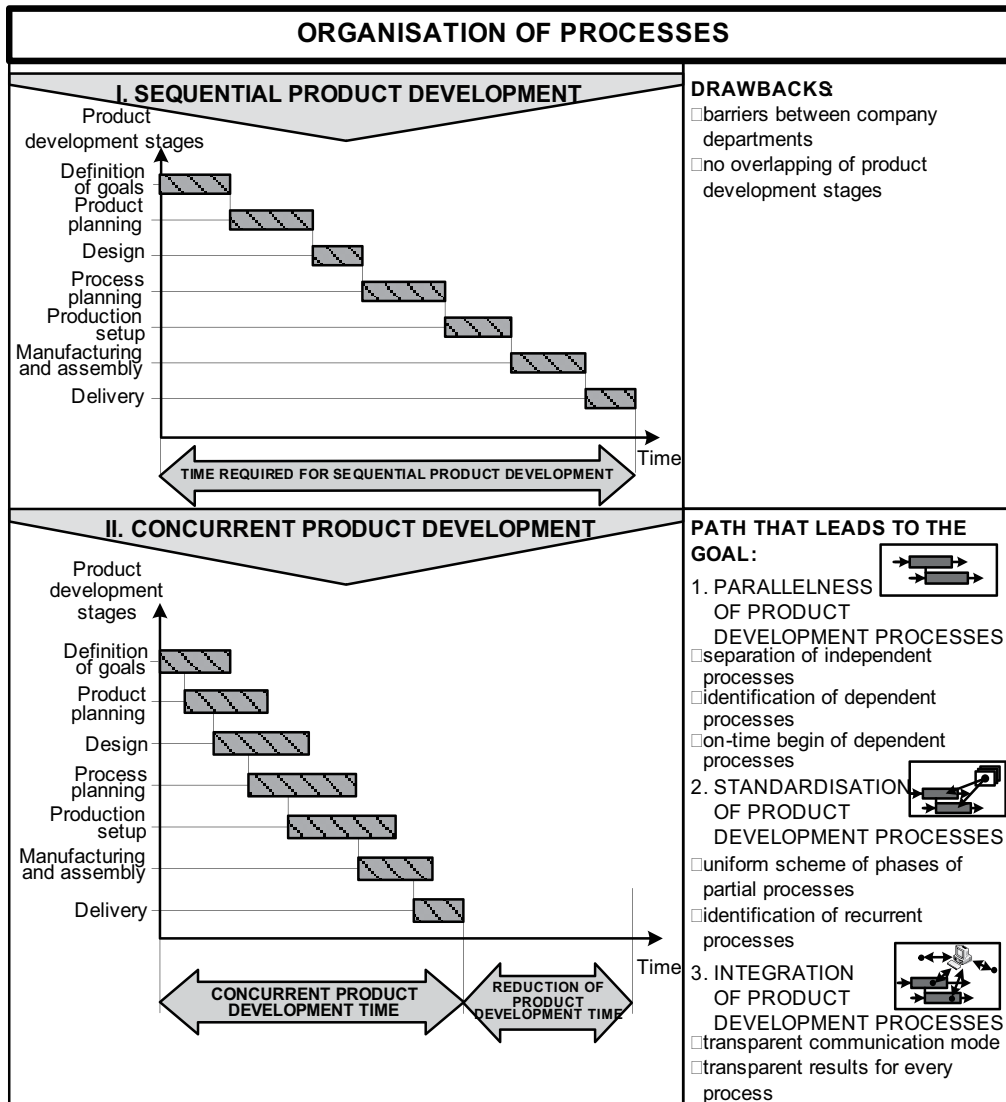 ORGANISATION OF PROCESSES
I. SEQUENTIAL PRODUCT DEVELOPMENT
Product
development stages
Definition
of goals
Product
planning
Design
Process
planning
Production
setup
Manufacturing
and assembly
Delivery
Time
TIME REQUIRED FOR SEQUENTIAL PRODUCT DEVELOPMENT
DRAWBACKS:
□barriers between company
departments
□no overlapping of product
development stages
II. CONCURRENT PRODUCT DEVELOPMENT
Product
development
stages
Definition
of goals
Product
planning
Design
Process
planning
Production
setup
Manufacturing
and assembly
Delivery
Time
CONCURRENT PRODUCT
DEVELOPMENT TIME
REDUCTION OF
PRODUCT
DEVELOPMENT TIME
PATH THAT LEADS TO THE
GOAL:
1. PARALLELNESS
OF PRODUCT
DEVELOPMENT PROCESSES
□separation of independent
processes
□identification of dependent
processes
□on-time begin of dependent
processes
2. STANDARDISATION
OF PRODUCT
DEVELOPMENT PROCESSES
□uniform scheme of phases of
partial processes
□identification of recurrent
processes
3. INTEGRATION
OF PRODUCT
DEVELOPMENT PROCESSES
□transparent communication mode
□transparent results for every
process